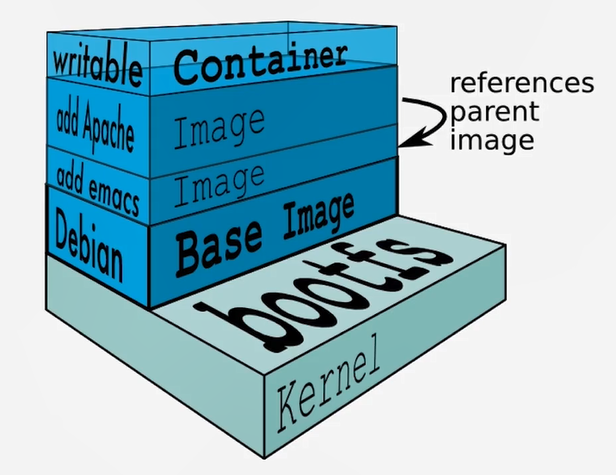 writable Container
add Apache Image
add emacs Image
Debian Base Image
references
parent
image
bootfs
Kernel